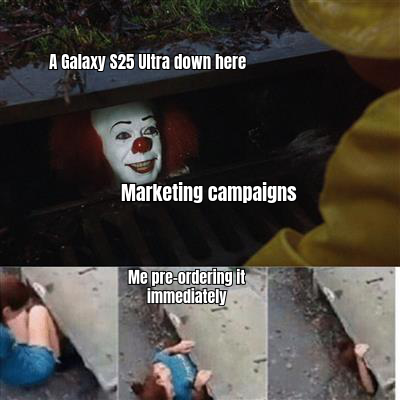 A Galaxy S25 Ultra down here
Marketing campaigns
Me pre-ordering it
immediately